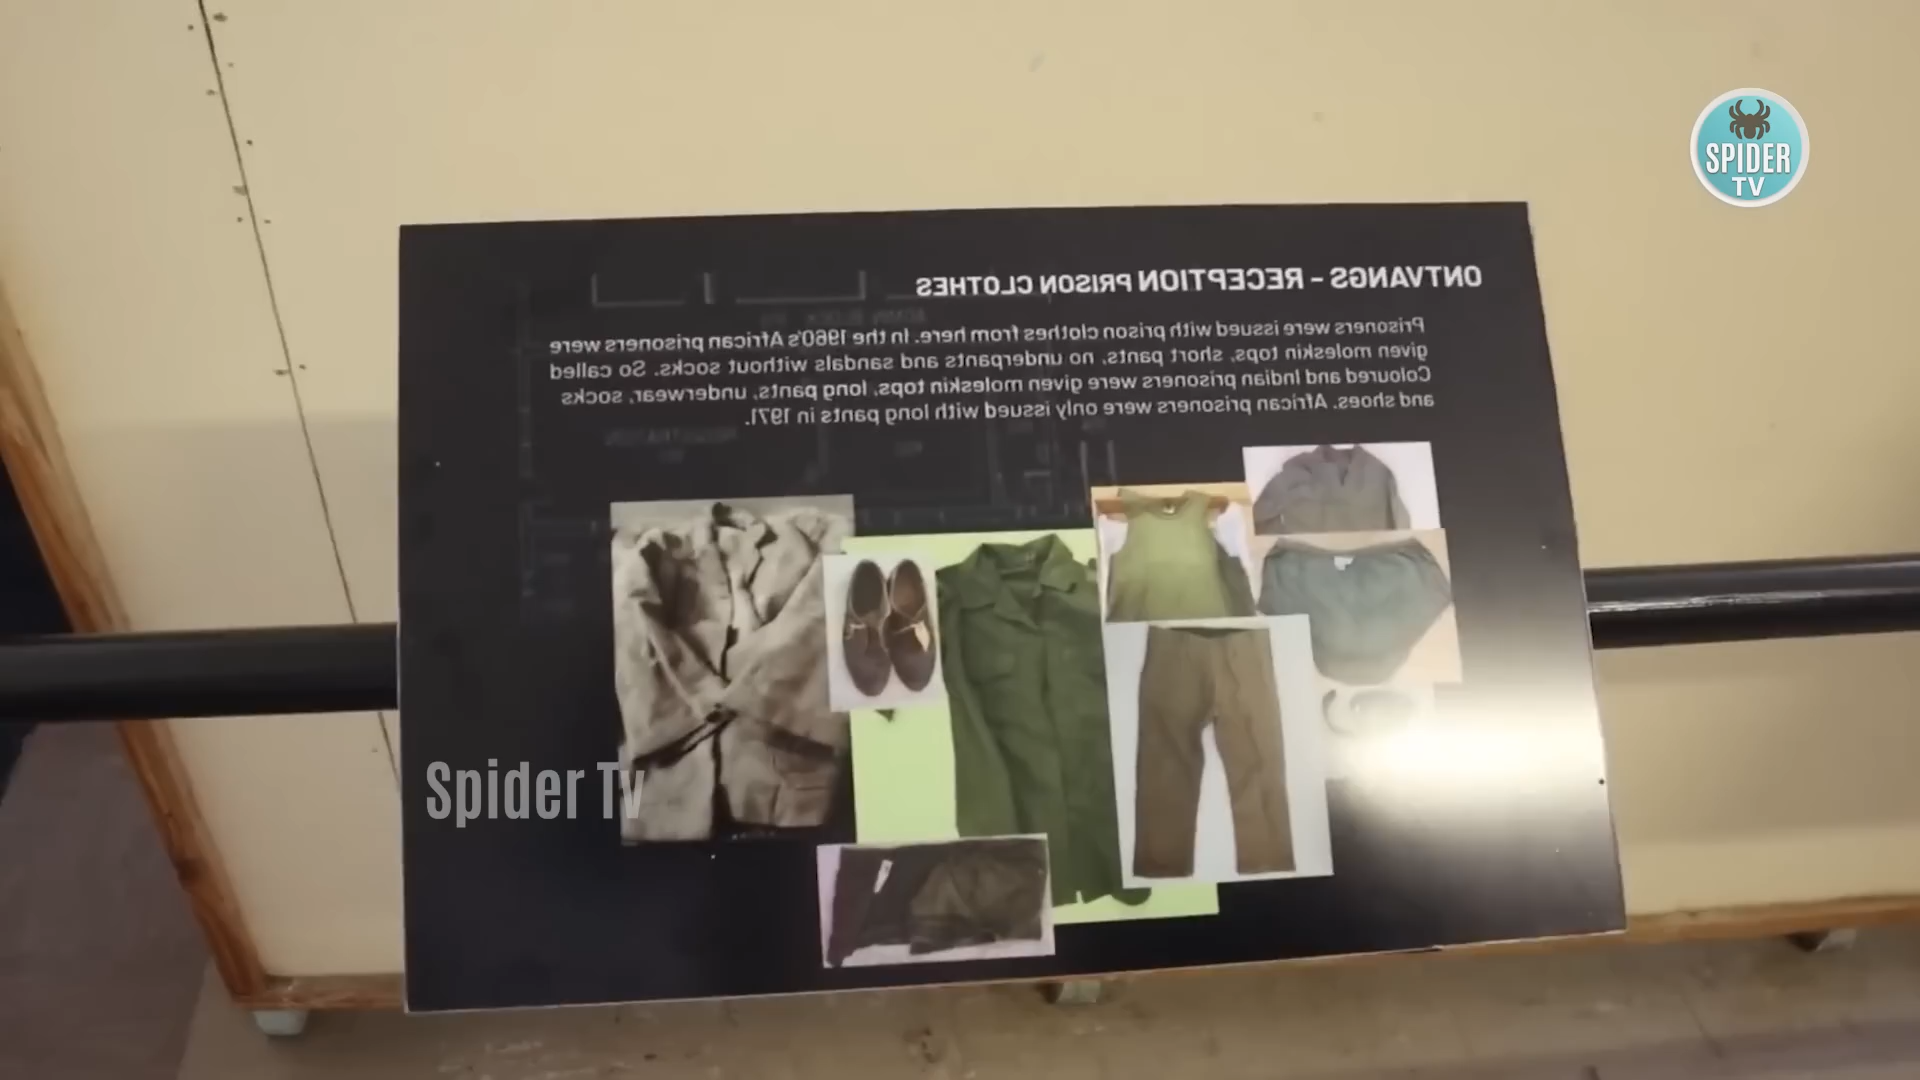 SPIDER
TV
ONTVANGS - RECEPTION PRISON CLOTHES
Prisoners were issued with prison clothes from here. In the 1960's African prisoners were
given moleskin tops, short pants, no underpants and sandals without socks. So called
Coloured and Indian prisoners were given moleskin tops, long pants, underwear, socks
and shoes. African prisoners were only issued with long pants in 1971.
Spider Tv